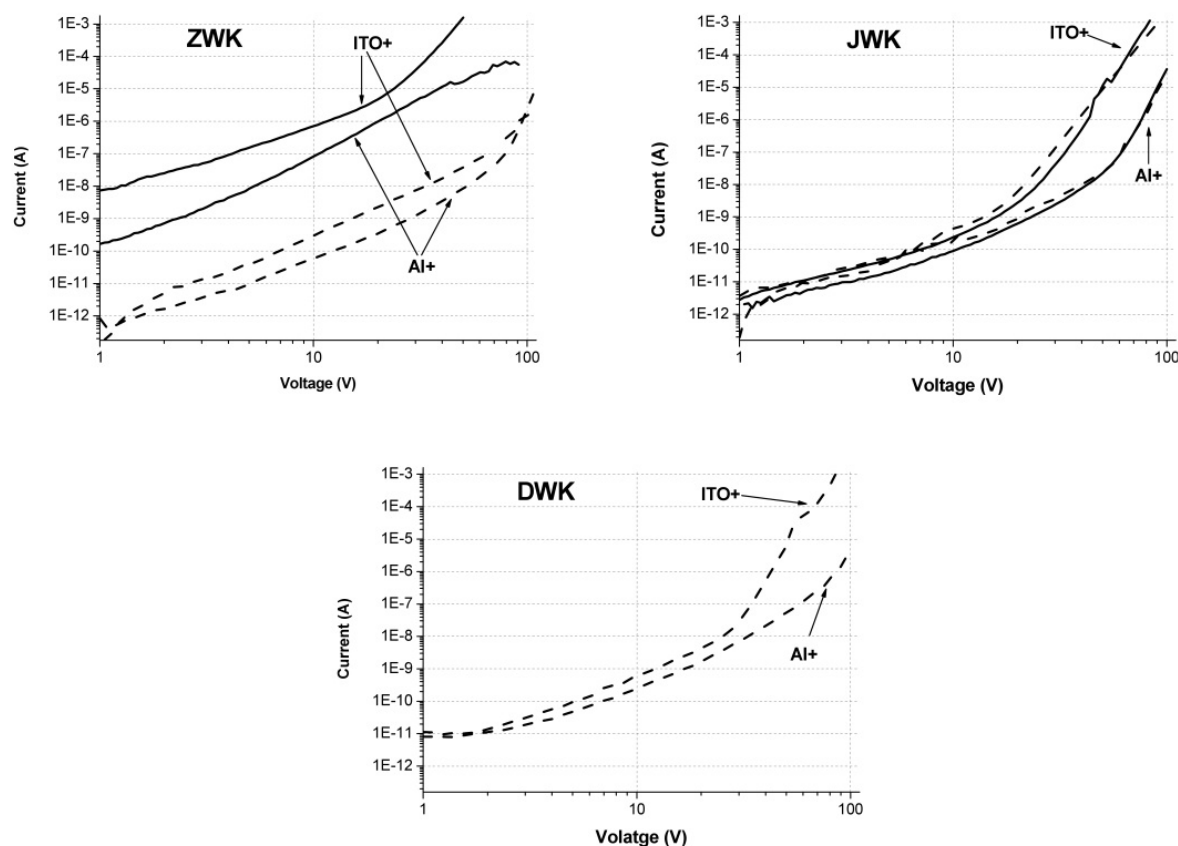 ZWK
ITO+
Al+
1E-3
1E-4
1E-5
1E-6
1E-7
1E-8
1E-9
1E-10
1E-11
1E-12
Current (A)
1
10
100
Voltage (V)
JWK
ITO+
Al+
1E-3
1E-4
1E-5
1E-6
1E-7
1E-8
1E-9
1E-10
1E-11
1E-12
Current (A)
1
10
100
Voltage (V)
DWK
ITO+
Al+
1E-3
1E-4
1E-5
1E-6
1E-7
1E-8
1E-9
1E-10
1E-11
1E-12
Current (A)
1
10
100
Volatge (V)